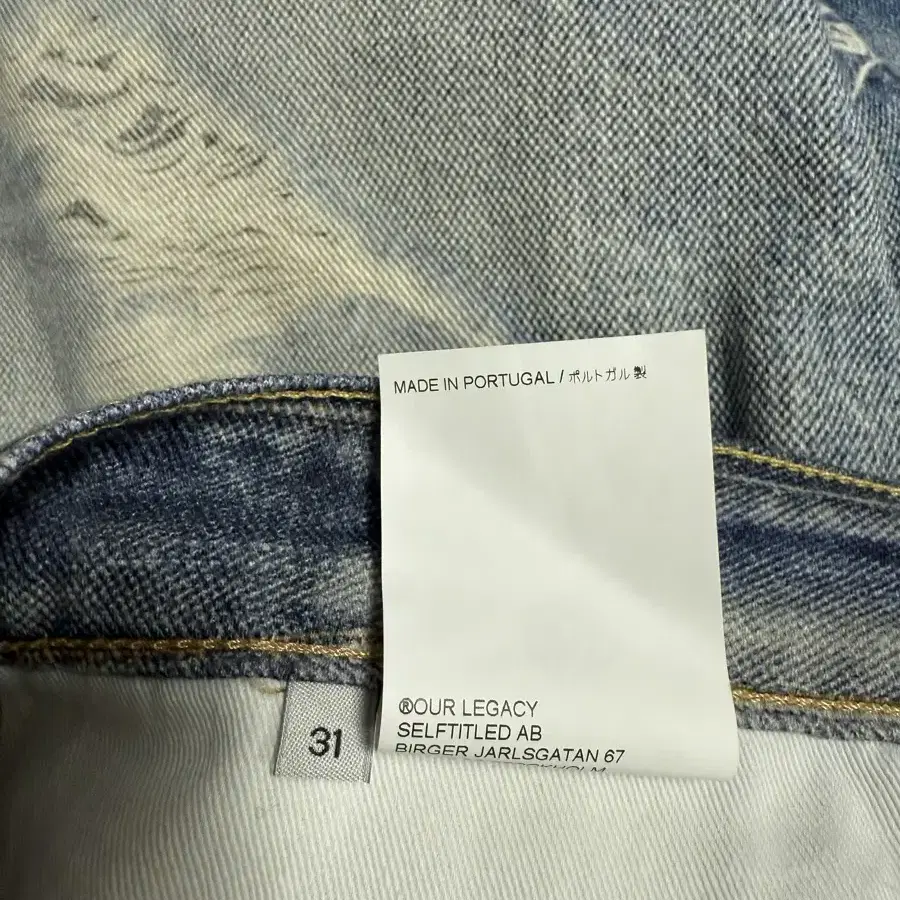 MADE IN PORTUGAL / ポルトガル製
®OUR LEGACY
SELFTITLED AB
BIRGER JARLSGATAN 67
31